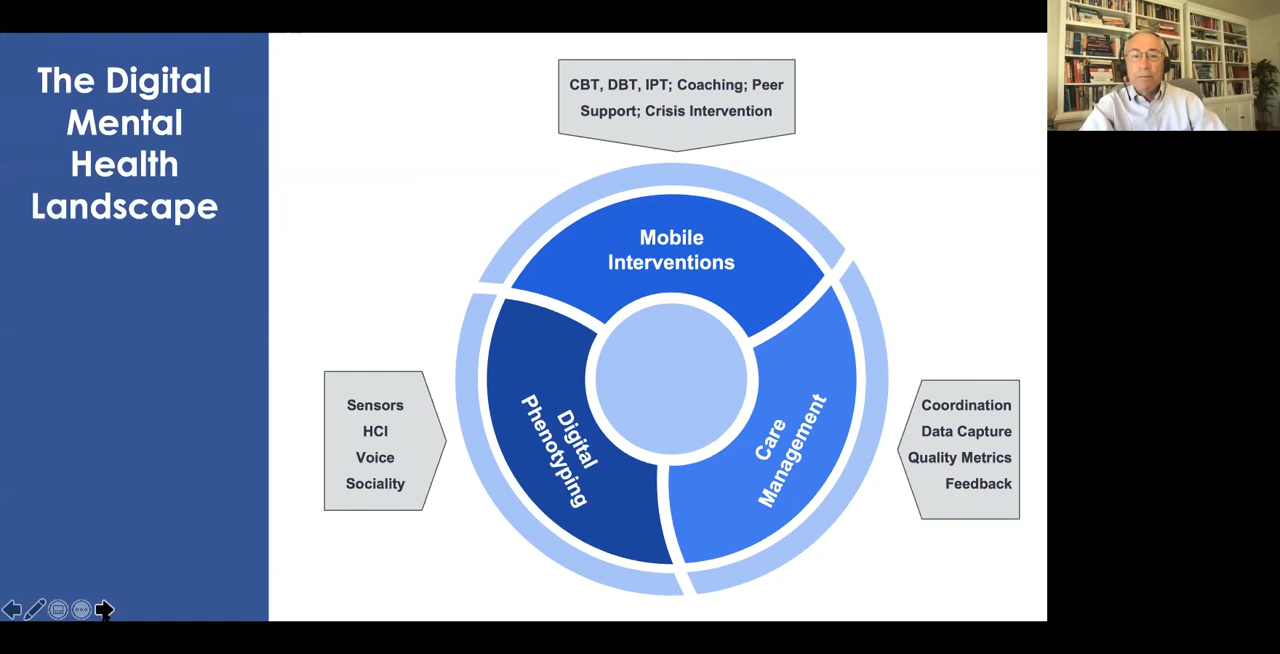 The Digital
Mental
Health
Landscape
CBT, DBT, IPT; Coaching; Peer
Support; Crisis Intervention
Mobile
Interventions
Sensors
HCI
Voice
Sociality
Digital
Phenotyping
Care
Management
Coordination
Data Capture
Quality Metrics
Feedback